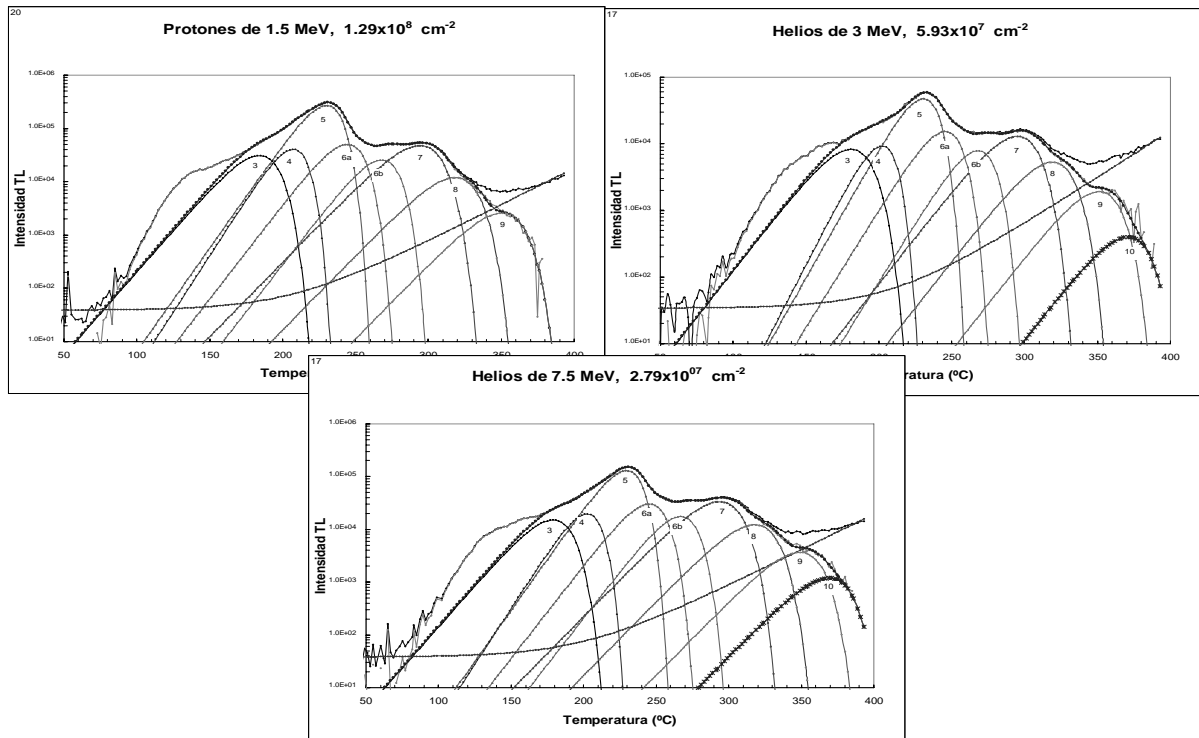 20
Protones de 1.5 MeV, 1.29x10⁸ cm⁻²
Intensidad TL
1.0E+06
1.0E+05
1.0E+04
1.0E+03
1.0E+02
1.0E+01
3
4
5
6a
6b
7
8
9
50 100 150 200 250 300 350 400
Tempera
17
Helios de 3 MeV, 5.93x10⁷ cm⁻²
Intensidad TL
1.0E+05
1.0E+04
1.0E+03
1.0E+02
1.0E+01
3
4
5
6a
6b
7
8
9
10
300 350 400
ratura (ºC)
17
Helios de 7.5 MeV, 2.79x10⁰⁷ cm⁻²
Intensidad TL
1.0E+06
1.0E+05
1.0E+04
1.0E+03
1.0E+02
1.0E+01
3
4
5
6a
6b
7
8
9
10
50 100 150 200 250 300 350 400
Temperatura (ºC)